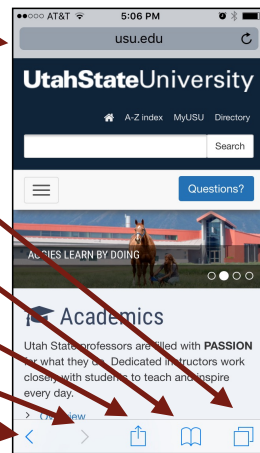 AT&T 5:06 PM
usu.edu
UtahStateUniversity
A-Z index MyUSU Directory
Search
Questions?
AGGIES LEARN BY DOING
Academics
Utah State professors are filled with PASSION
for what they do. Dedicated instructors work
closely with students to teach and inspire
every day.
> Overview